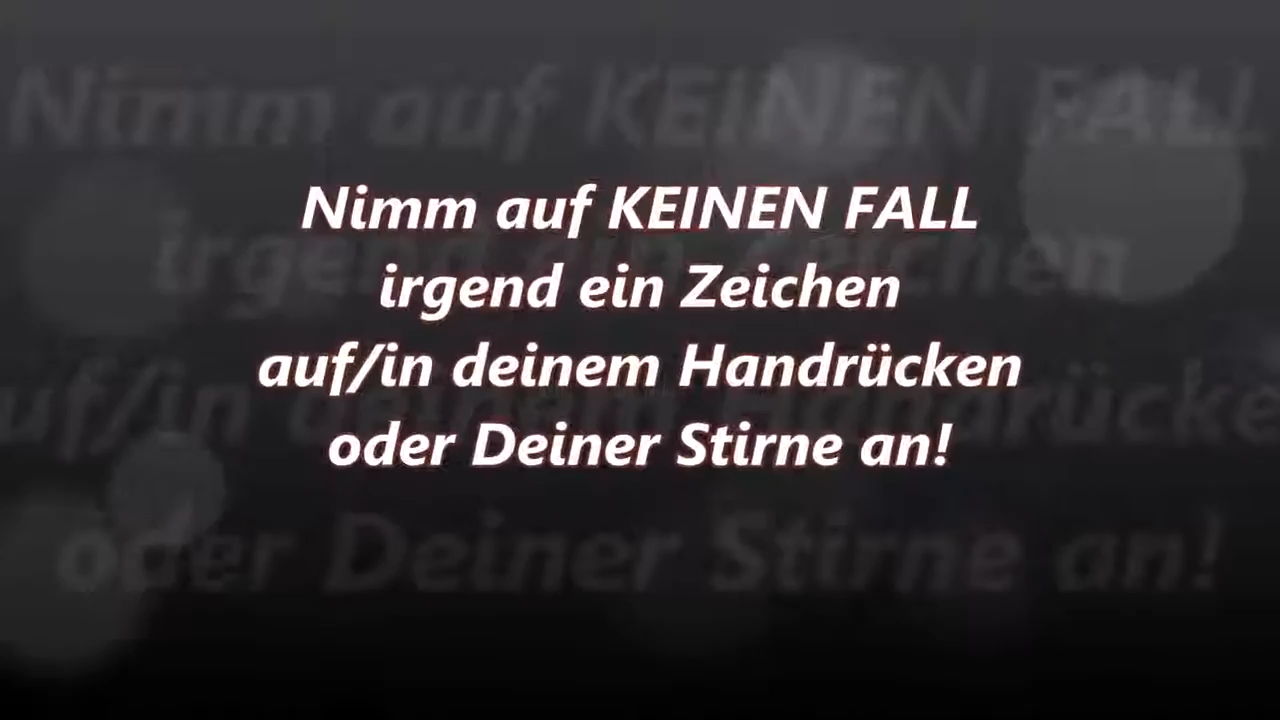 Nimm auf KEINEN FALL
irgend ein Zeichen
auf/in deinem Handrücken
oder Deiner Stirne an!